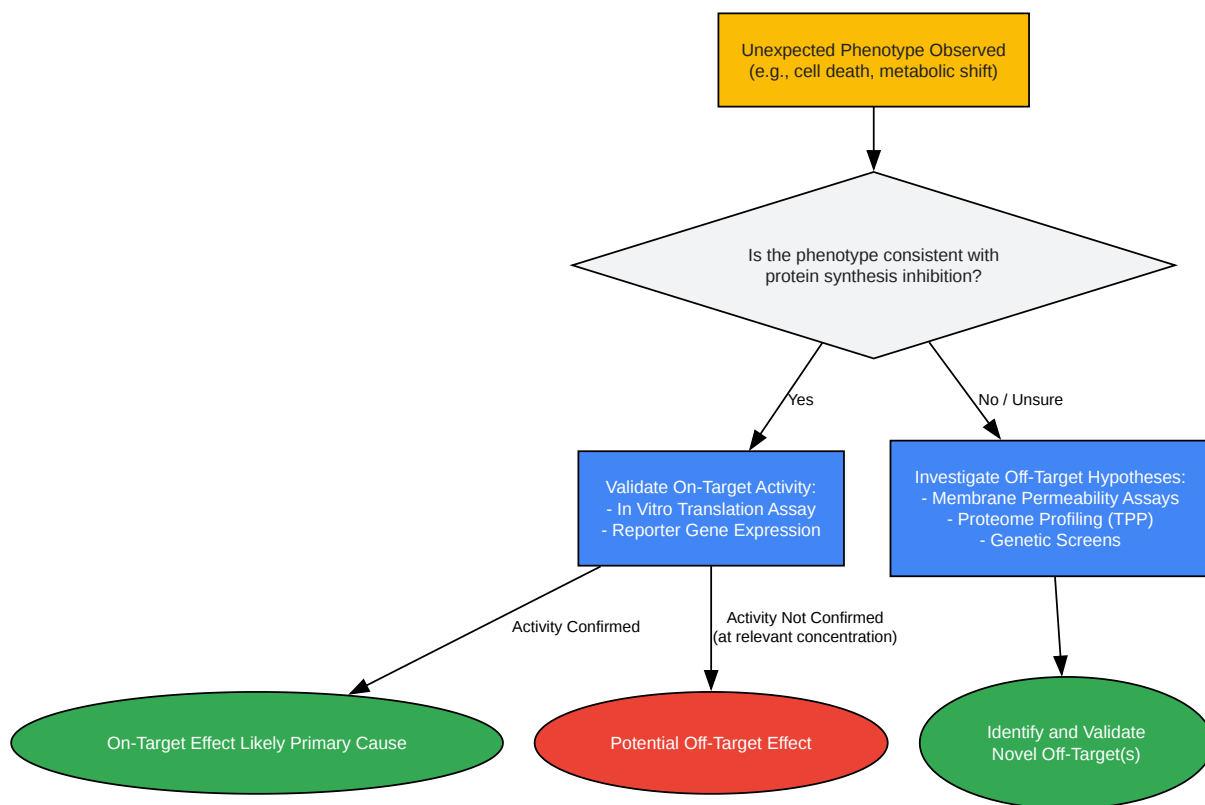 Unexpected Phenotype Observed
(e.g., cell death, metabolic shift)
Is the phenotype consistent with
protein synthesis inhibition?
Yes
No / Unsure
Validate On-Target Activity:
- In Vitro Translation Assay
- Reporter Gene Expression
Investigate Off-Target Hypotheses:
- Membrane Permeability Assays
- Proteome Profiling (TPP)
- Genetic Screens
Activity Confirmed
Activity Not Confirmed
(at relevant concentration)
On-Target Effect Likely Primary Cause
Potential Off-Target Effect
Identify and Validate
Novel Off-Target(s)